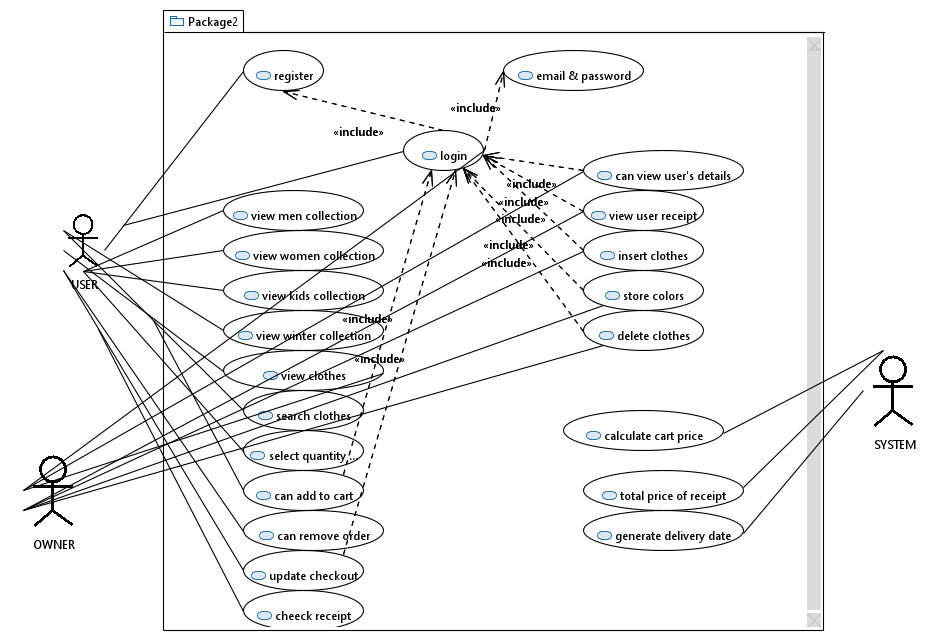 Package2
register
email & password
«include»
«include»
login
can view user's details
«include»
«include»
view men collection
view user receipt
«include»
USER
view women collection
«include»
insert clothes
«include»
view kids collection
store colors
«include»
view winter collection
delete clothes
«include»
view clothes
search clothes
calculate cart price
SYSTEM
select quantity...
can add to cart
total price of receipt
OWNER
can remove order
generate delivery date
update checkout
cheeck receipt